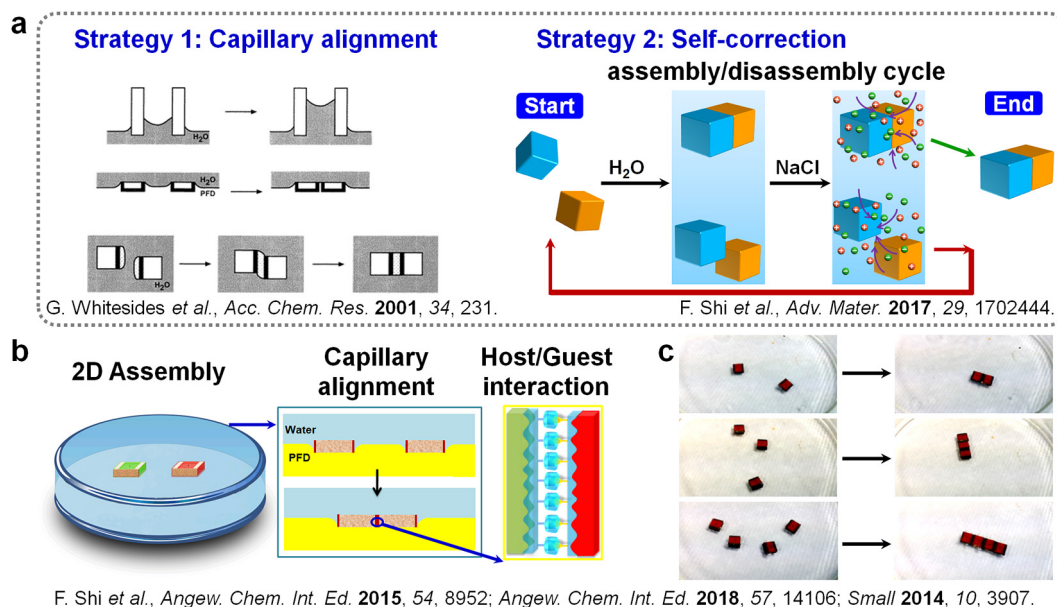 a
Strategy 1: Capillary alignment
H₂O
H₂O
PFD
H₂O
G. Whitesides et al., Acc. Chem. Res. 2001, 34, 231.
Strategy 2: Self-correction
assembly/disassembly cycle
Start
End
H₂O
NaCl
F. Shi et al., Adv. Mater. 2017, 29, 1702444.
b
2D Assembly
Capillary
alignment
Host/Guest
interaction
Water
PFD
c
F. Shi et al., Angew. Chem. Int. Ed. 2015, 54, 8952; Angew. Chem. Int. Ed. 2018, 57, 14106; Small 2014, 10, 3907.